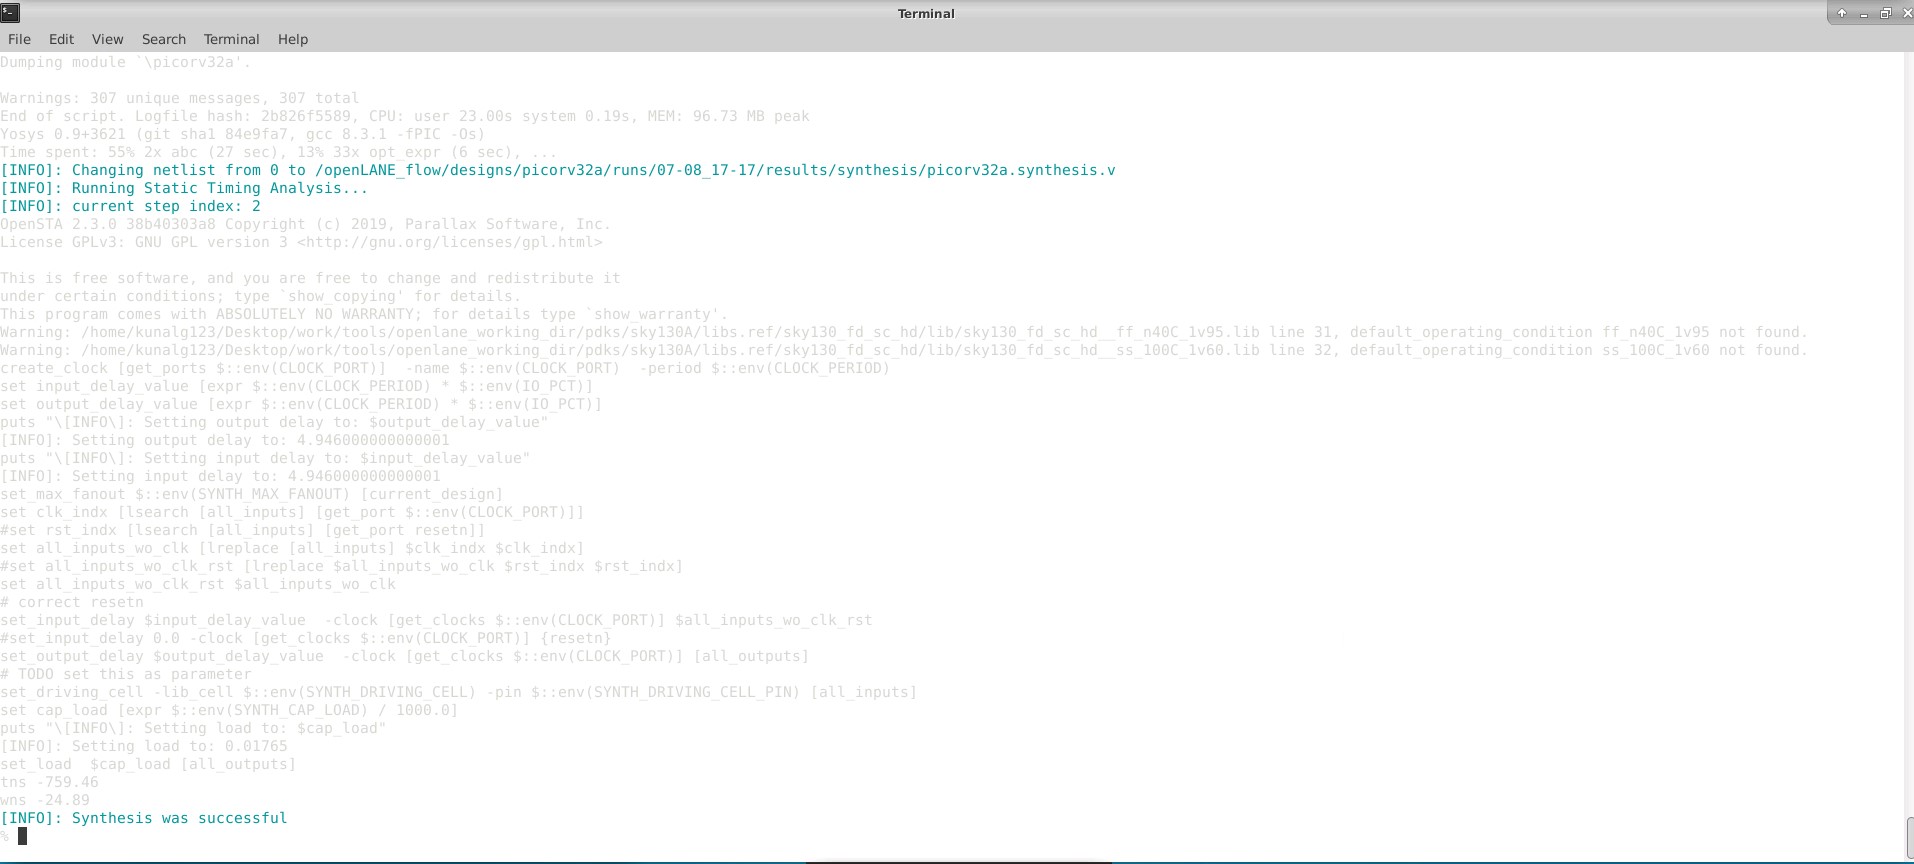 Terminal
File Edit View Search Terminal Help
Dumping module `\picorv32a'.
Warnings: 307 unique messages, 307 total
End of script. Logfile hash: 2b826f5589, CPU: user 23.00s system 0.19s, MEM: 96.73 MB peak
Yosys 0.9+3621 (git sha1 84e9fa7, gcc 8.3.1 -fPIC -Os)
Time spent: 55% 2x abc (27 sec), 13% 33x opt_expr (6 sec), ...
[INFO]: Changing netlist from 0 to /openLANE_flow/designs/picorv32a/runs/07-08_17-17/results/synthesis/picorv32a.synthesis.v
[INFO]: Running Static Timing Analysis...
[INFO]: current step index: 2
OpenSTA 2.3.0 38b40303a8 Copyright (c) 2019, Parallax Software, Inc.
License GPLv3: GNU GPL version 3 <http://gnu.org/licenses/gpl.html>
This is free software, and you are free to change and redistribute it
under certain conditions; type `show_copying' for details.
This program comes with ABSOLUTELY NO WARRANTY; for details type `show_warranty'.
Warning: /home/kunalg123/Desktop/work/tools/openlane_working_dir/pdks/sky130A/libs.ref/sky130_fd_sc_hd/lib/sky130_fd_sc_hd__ff_n40C_1v95.lib line 31, default_operating_condition ff_n40C_1v95 not found.
Warning: /home/kunalg123/Desktop/work/tools/openlane_working_dir/pdks/sky130A/libs.ref/sky130_fd_sc_hd/lib/sky130_fd_sc_hd__ss_100C_1v60.lib line 32, default_operating_condition ss_100C_1v60 not found.
create_clock [get_ports $::env(CLOCK_PORT)]  -name $::env(CLOCK_PORT)  -period $::env(CLOCK_PERIOD)
set input_delay_value [expr $::env(CLOCK_PERIOD) * $::env(IO_PCT)]
set output_delay_value [expr $::env(CLOCK_PERIOD) * $::env(IO_PCT)]
puts "\[INFO\]: Setting output delay to: $output_delay_value"
[INFO]: Setting output delay to: 4.946000000000001
puts "\[INFO\]: Setting input delay to: $input_delay_value"
[INFO]: Setting input delay to: 4.946000000000001
set_max_fanout $::env(SYNTH_MAX_FANOUT) [current_design]
set clk_indx [lsearch [all_inputs] [get_port $::env(CLOCK_PORT)]]
#set rst_indx [lsearch [all_inputs] [get_port resetn]]
set all_inputs_wo_clk [lreplace [all_inputs] $clk_indx $clk_indx]
#set all_inputs_wo_clk_rst [lreplace $all_inputs_wo_clk $rst_indx $rst_indx]
set all_inputs_wo_clk_rst $all_inputs_wo_clk
# correct resetn
set_input_delay $input_delay_value  -clock [get_clocks $::env(CLOCK_PORT)] $all_inputs_wo_clk_rst
#set_input_delay 0.0 -clock [get_clocks $::env(CLOCK_PORT)] {resetn}
set_output_delay $output_delay_value  -clock [get_clocks $::env(CLOCK_PORT)] [all_outputs]
# TODO set this as parameter
set_driving_cell -lib_cell $::env(SYNTH_DRIVING_CELL) -pin $::env(SYNTH_DRIVING_CELL_PIN) [all_inputs]
set cap_load [expr $::env(SYNTH_CAP_LOAD) / 1000.0]
puts "\[INFO\]: Setting load to: $cap_load"
[INFO]: Setting load to: 0.01765
set_load  $cap_load [all_outputs]
tns -759.46
wns -24.89
[INFO]: Synthesis was successful
%